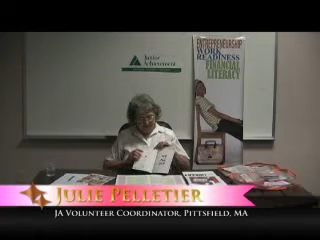 ENTREPRENEURSHIP
WORK
READINESS
FINANCIAL
LITERACY
Junior
Achievement
JULIE PELLETIER
JA VOLUNTEER COORDINATOR, PITTSFIELD, MA